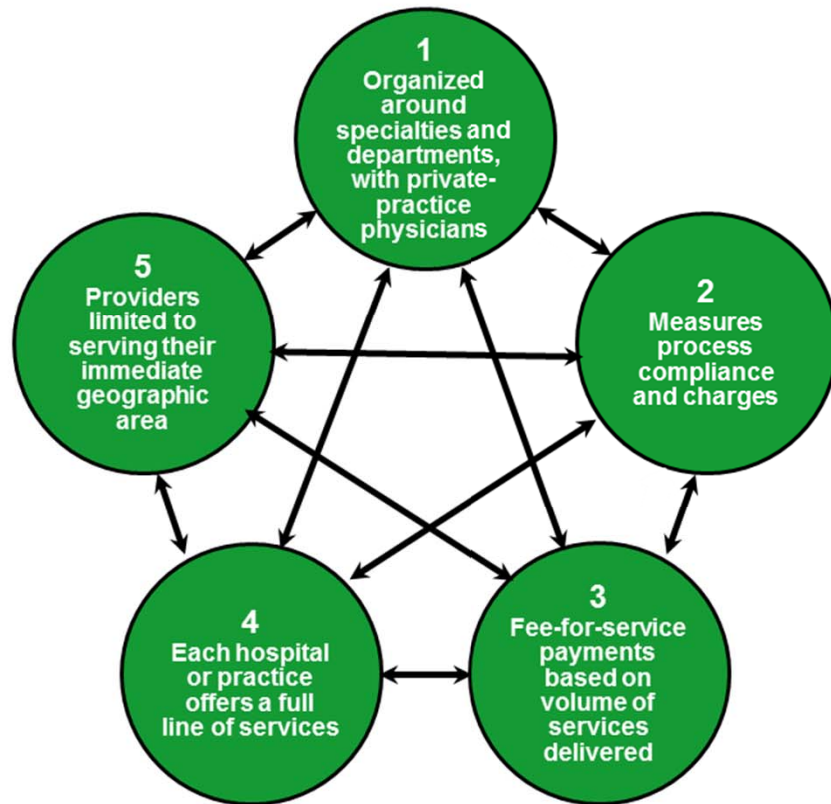 1
Organized
around
specialties and
departments,
with private-
practice
physicians
2
Measures
process
compliance
and charges
3
Fee-for-service
payments
based on
volume of
services
delivered
4
Each hospital
or practice
offers a full
line of services
5
Providers
limited to
serving their
immediate
geographic
area